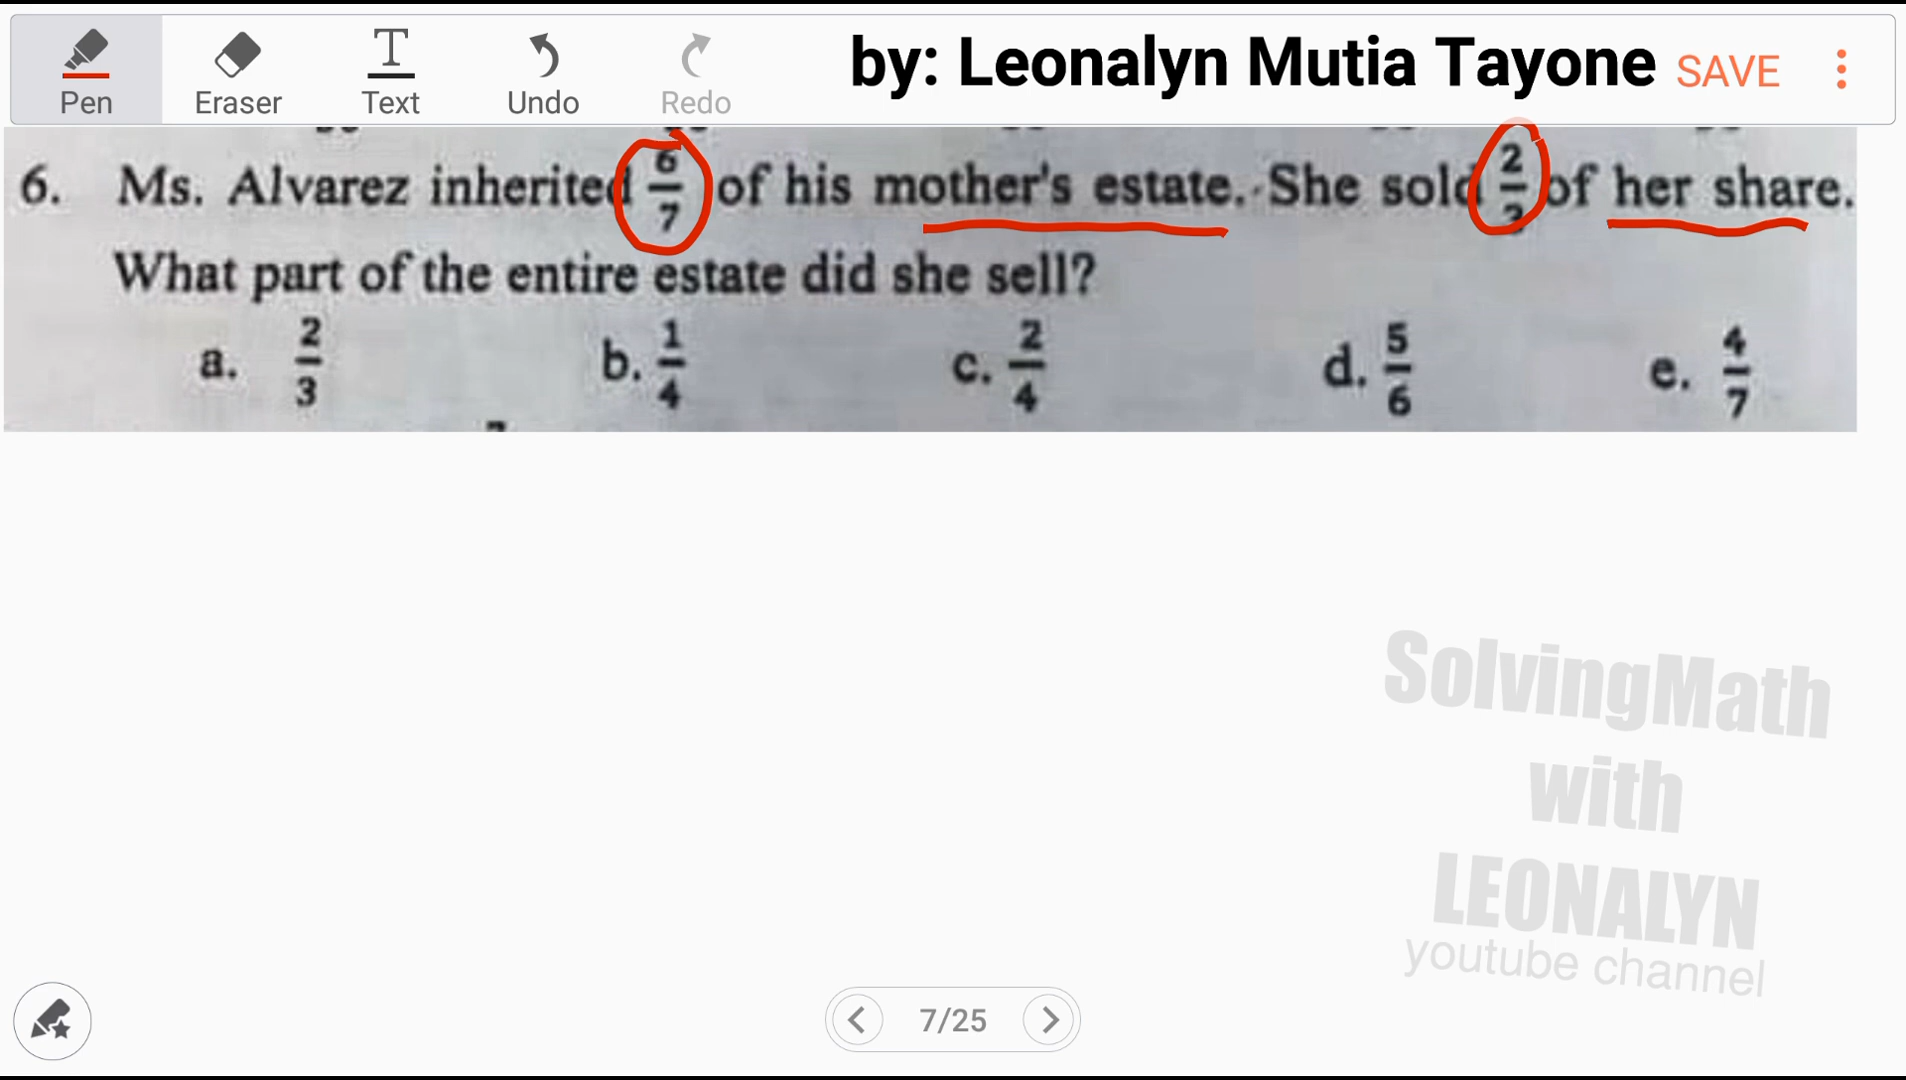 Pen Eraser Text Undo Redo by: Leonalyn Mutia Tayone SAVE
6. Ms. Alvarez inherited 6/7 of his mother's estate. She sold 2/3 of her share.
What part of the entire estate did she sell?
a. 2/3 b. 1/4 c. 2/4 d. 5/6 e. 4/7
SolvingMath
with
LEONALYN
youtube channel
7/25